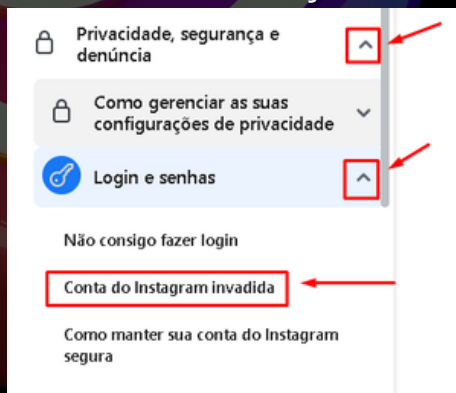 Privacidade, segurança e
denúncia
Como gerenciar as suas
configurações de privacidade
Login e senhas
Não consigo fazer login
Conta do Instagram invadida
Como manter sua conta do Instagram
segura